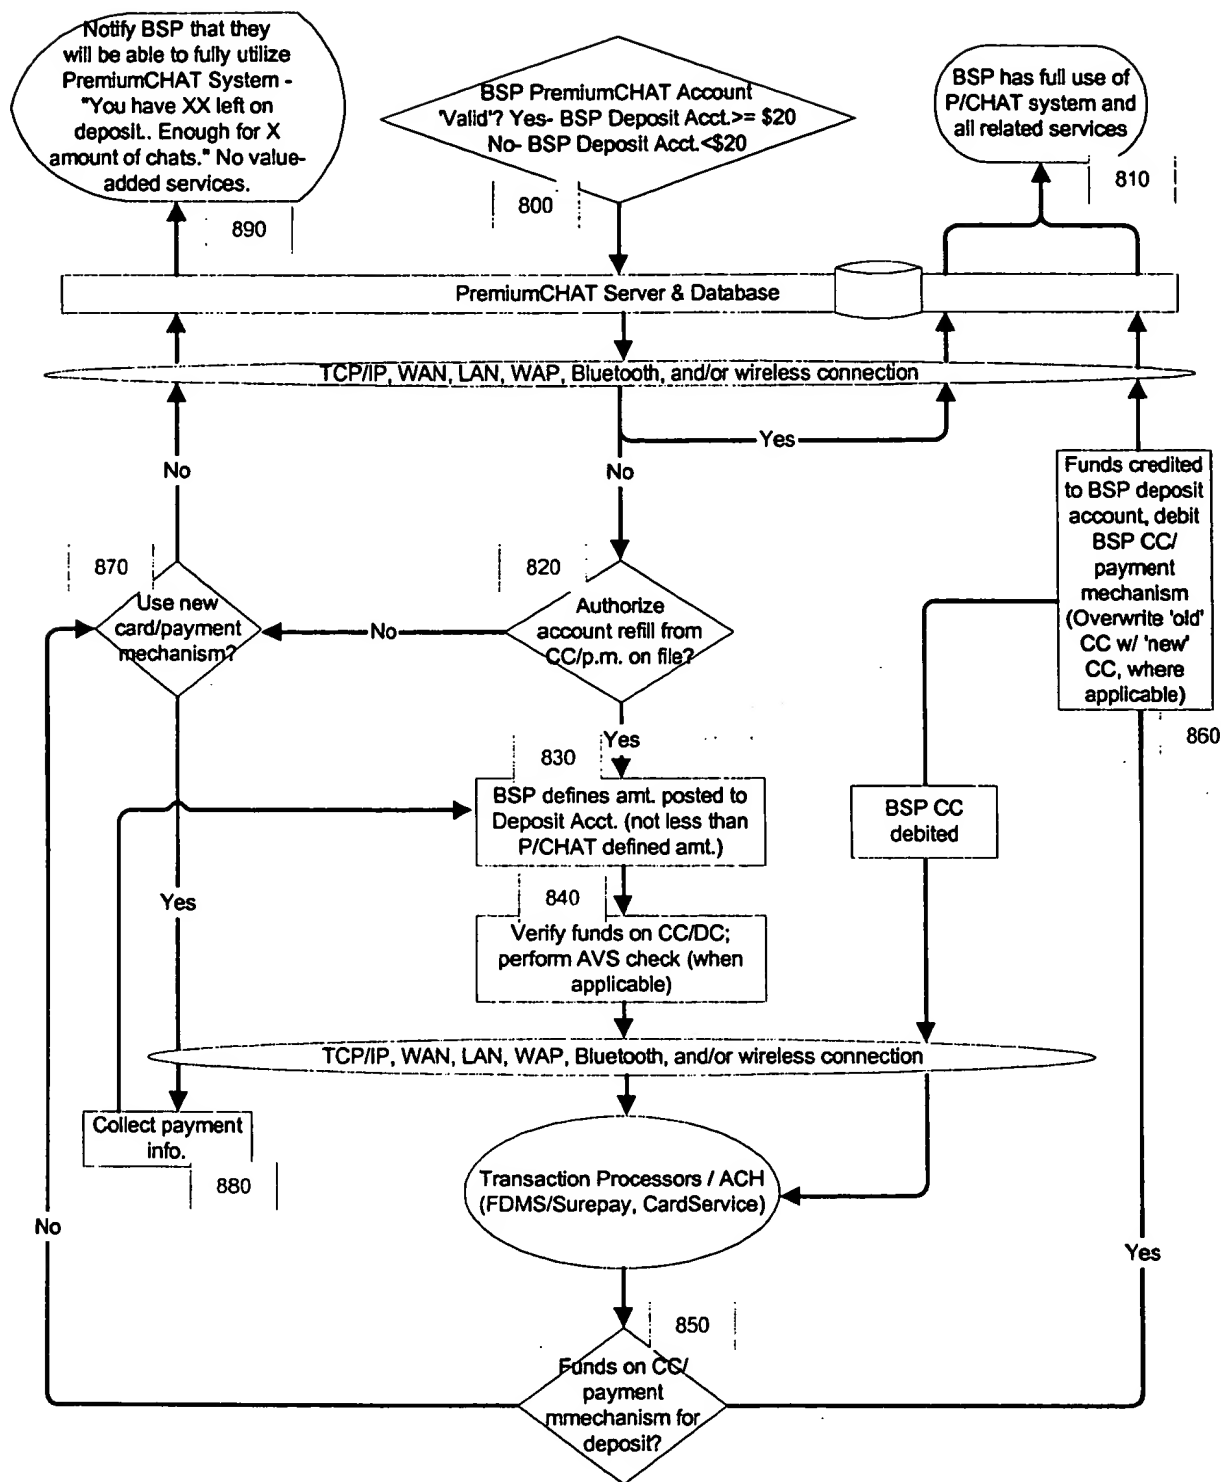 Notify BSP that they
will be able to fully utilize
PremiumCHAT System -
"You have XX left on
deposit.. Enough for X
amount of chats." No value-
added services.
890
BSP PremiumCHAT Account
'Valid'? Yes- BSP Deposit Acct.>= $20
No- BSP Deposit Acct.<$20
800
BSP has full use of
P/CHAT system and
all related services
810
PremiumCHAT Server & Database
TCP/IP, WAN, LAN, WAP, Bluetooth, and/or wireless connection
Yes
No
No
Funds credited
to BSP deposit
account, debit
BSP CC/
payment
mechanism
(Overwrite 'old'
CC w/ 'new'
CC, where
applicable)
860
870
Use new
card/payment
mechanism?
820
Authorize
account refill from
CC/p.m. on file?
No
Yes
830
BSP defines amt. posted to
Deposit Acct. (not less than
P/CHAT defined amt.)
BSP CC
debited
Yes
840
Verify funds on CC/DC;
perform AVS check (when
applicable)
TCP/IP, WAN, LAN, WAP, Bluetooth, and/or wireless connection
Collect payment
info.
880
Transaction Processors / ACH
(FDMS/Surepay, CardService)
No
Yes
850
Funds on CC/
payment
mmechanism for
deposit?